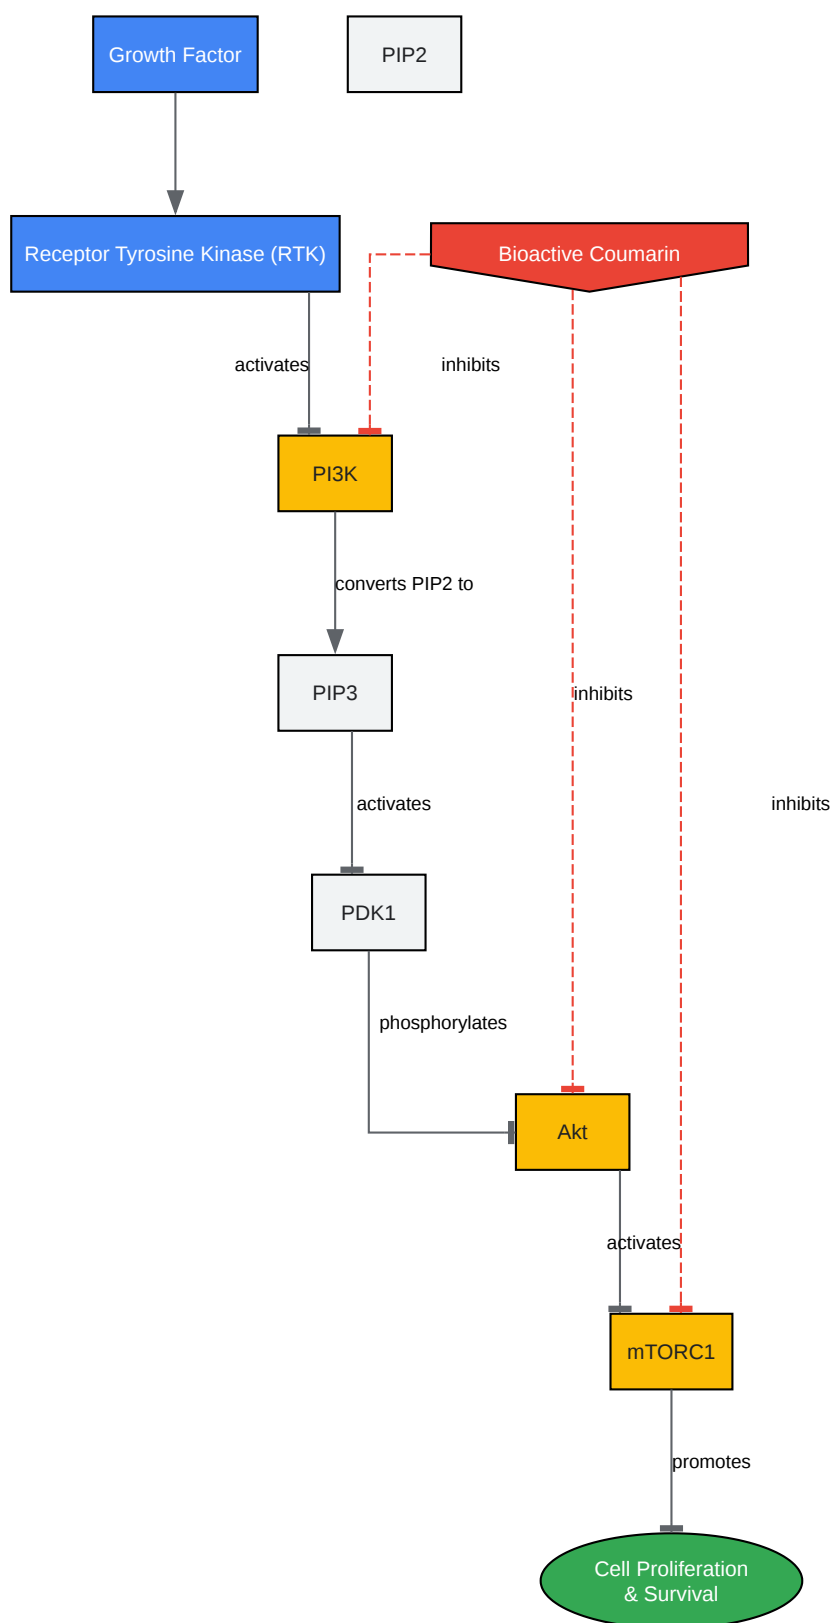 Growth Factor
PIP2
Receptor Tyrosine Kinase (RTK)
Bioactive Coumarin
activates
inhibits
PI3K
converts PIP2 to
PIP3
inhibits
activates
inhibits
PDK1
phosphorylates
Akt
activates
mTORC1
promotes
Cell Proliferation
& Survival